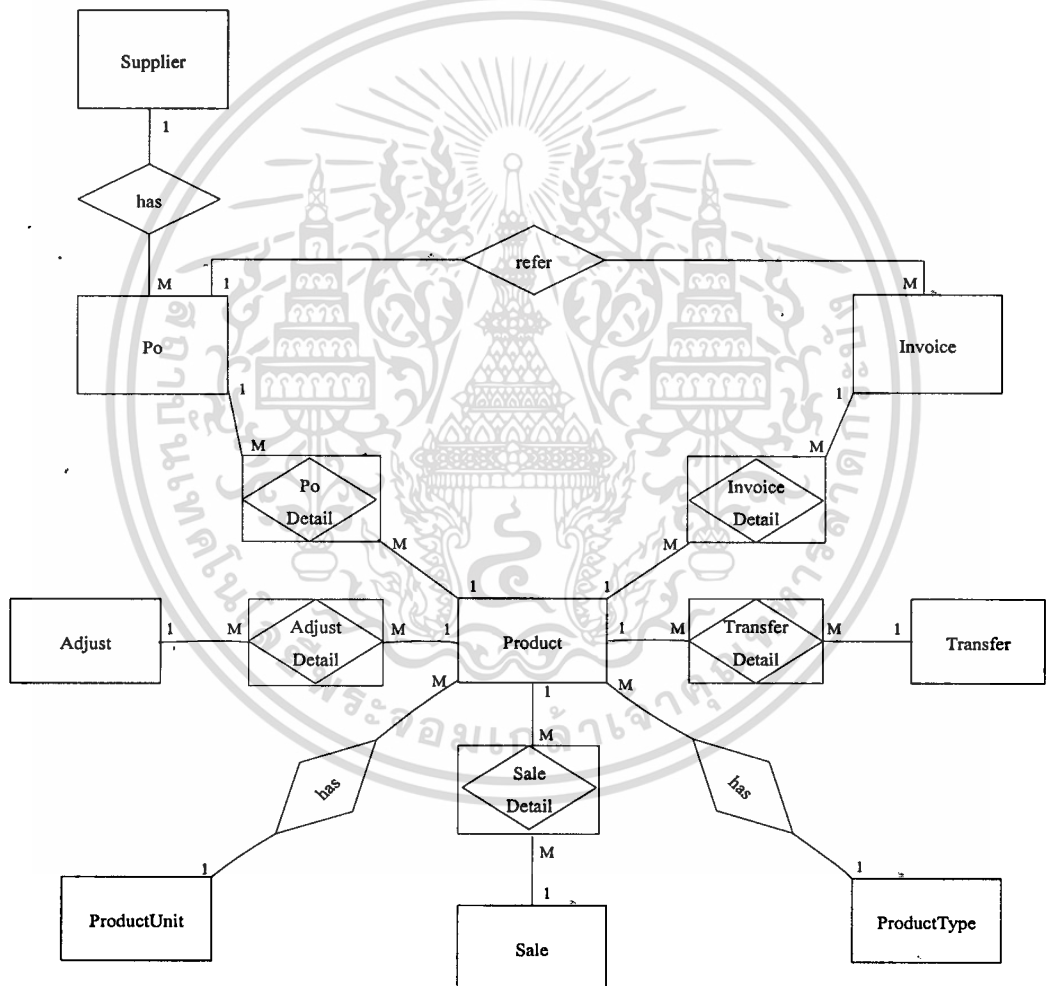 Supplier
1
has
M
1
refer
M
Po
Invoice
1
1
M
M
Po
Detail
Invoice
Detail
M
M
1
1
Adjust
1
M
Adjust
Detail
M
1
Product
1
M
Transfer
Detail
M
1
Transfer
M
1
M
has
M
Sale
Detail
has
M
1
1
1
ProductUnit
Sale
ProductType